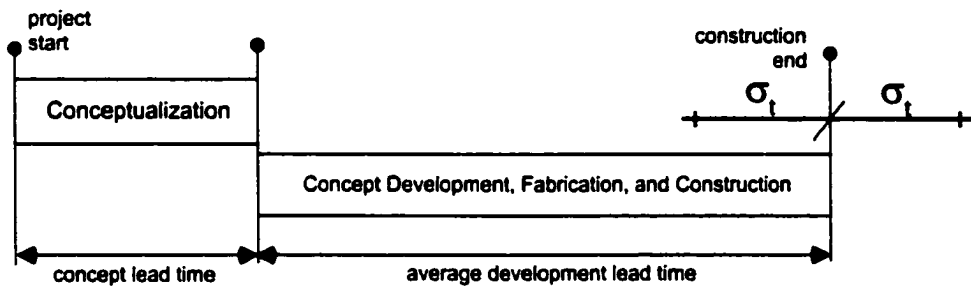 project
start
construction
end
σt
σt
Conceptualization
Concept Development, Fabrication, and Construction
concept lead time
average development lead time